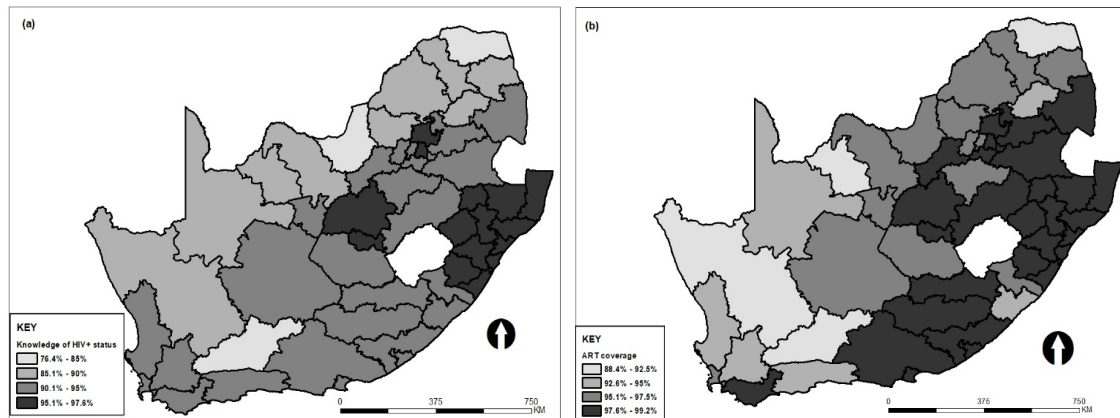 (a)
KEY
Knowledge of HIV+ status
76.4% - 85%
85.1% - 90%
90.1% - 95%
95.1% - 97.6%
0 375 750
KM
(b)
KEY
ART coverage
88.4% - 92.5%
92.6% - 95%
95.1% - 97.5%
97.6% - 99.2%
0 375 750
KM